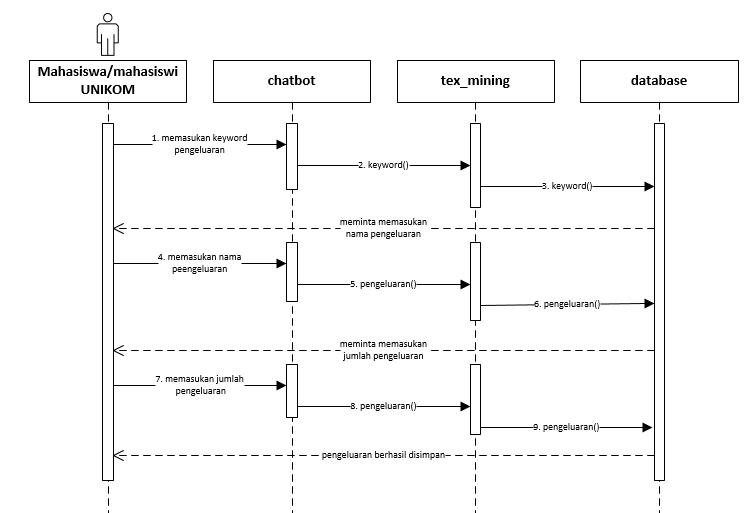 Mahasiswa/mahasiswi
UNIKOM
chatbot
tex_mining
database
1. memasukan keyword
pengeluaran
2. keyword()
3. keyword()
meminta memasukan
nama pengeluaran
4. memasukan nama
peengeluaran
5. pengeluaran()
6. pengeluaran()
meminta memasukan
jumlah pengeluaran
7. memasukan jumlah
pengeluaran
8. pengeluaran()
9. pengeluaran()
pengeluaran berhasil disimpan